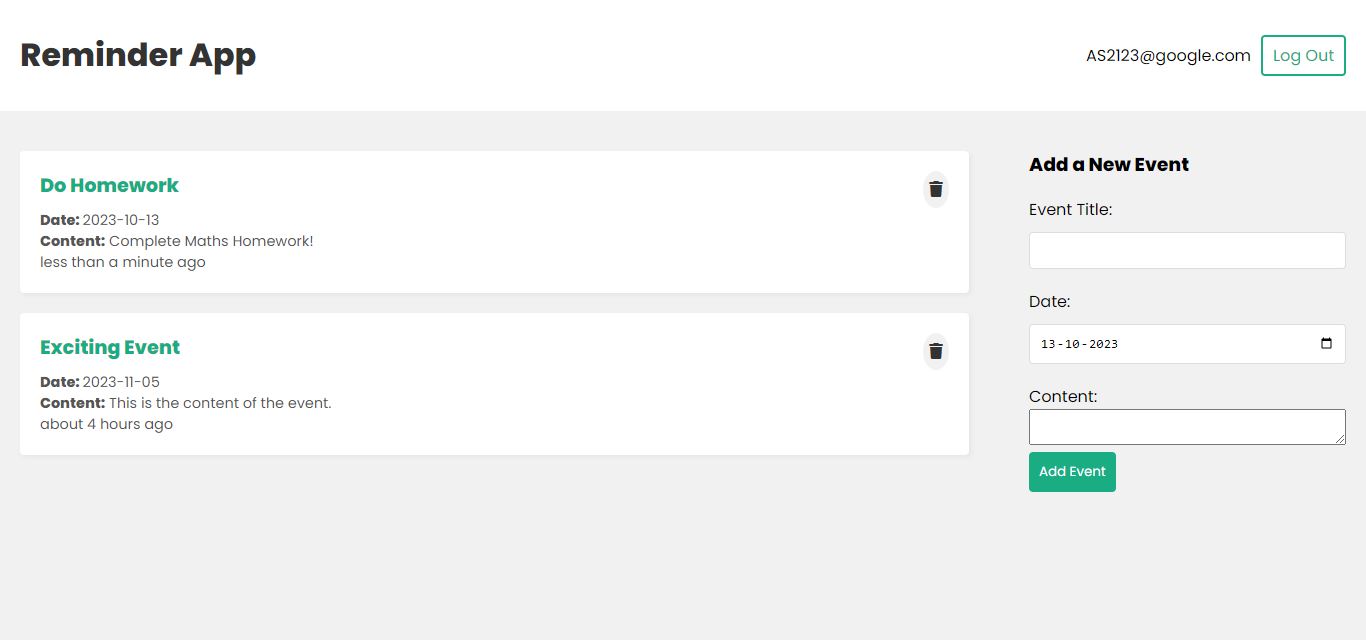 Reminder App
AS2123@google.com
Log Out
Do Homework
Date: 2023-10-13
Content: Complete Maths Homework!
less than a minute ago
Exciting Event
Date: 2023-11-05
Content: This is the content of the event.
about 4 hours ago
Add a New Event
Event Title:
Date:
13-10-2023
Content:
Add Event